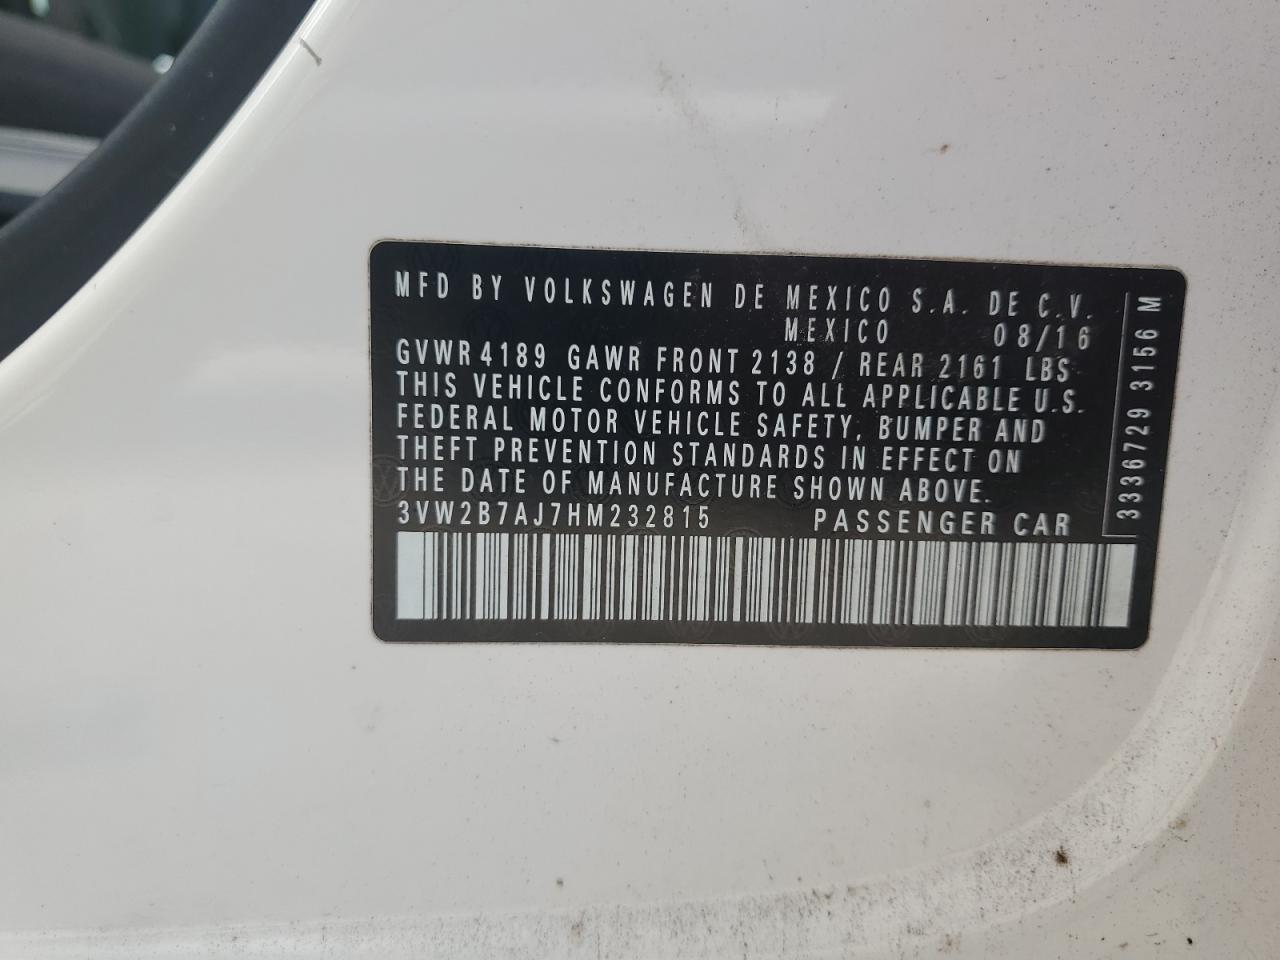 MFD BY VOLKSWAGEN DE MEXICO S.A. DE C.V.
MEXICO 08/16
GVWR 4189 GAWR FRONT 2138 / REAR 2161 LBS
THIS VEHICLE CONFORMS TO ALL APPLICABLE U.S.
FEDERAL MOTOR VEHICLE SAFETY, BUMPER AND
THEFT PREVENTION STANDARDS IN EFFECT ON
THE DATE OF MANUFACTURE SHOWN ABOVE.
3VW2B7AJ7HM232815 PASSENGER CAR
3336729 3156 M